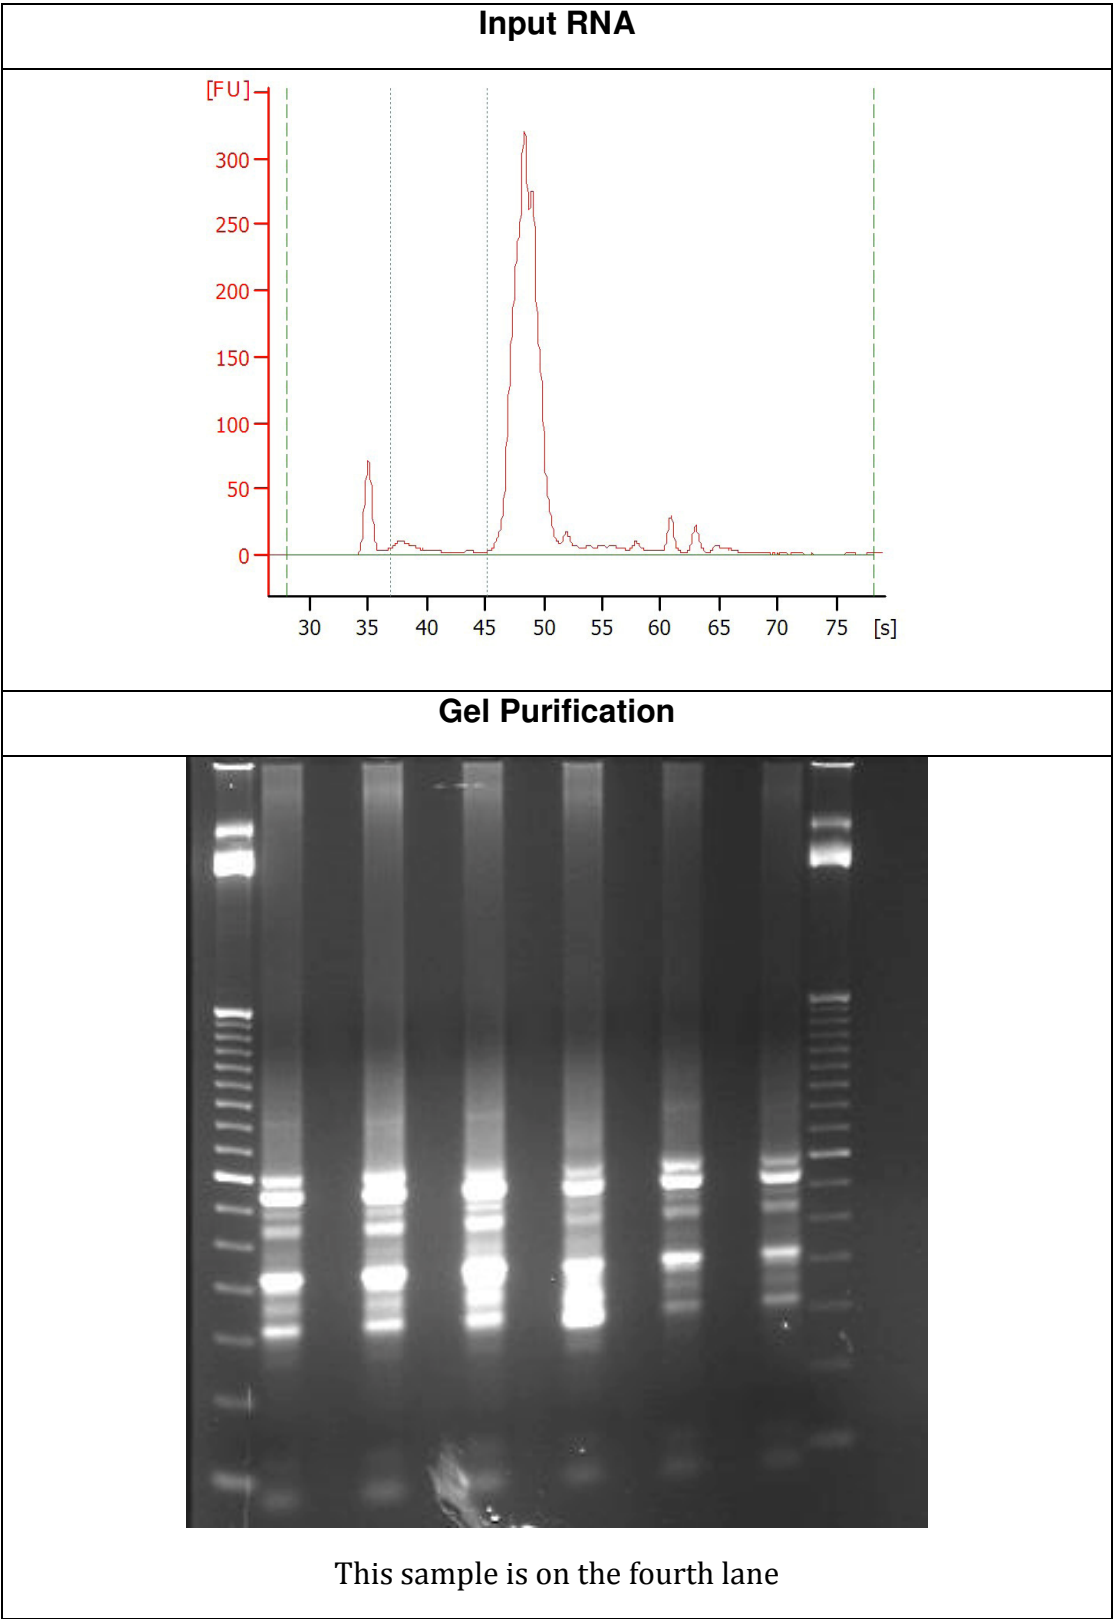 Input RNA
[FU]
300
250
200
150
100
50
0
30 35 40 45 50 55 60 65 70 75 [s]
Gel Purification
This sample is on the fourth lane